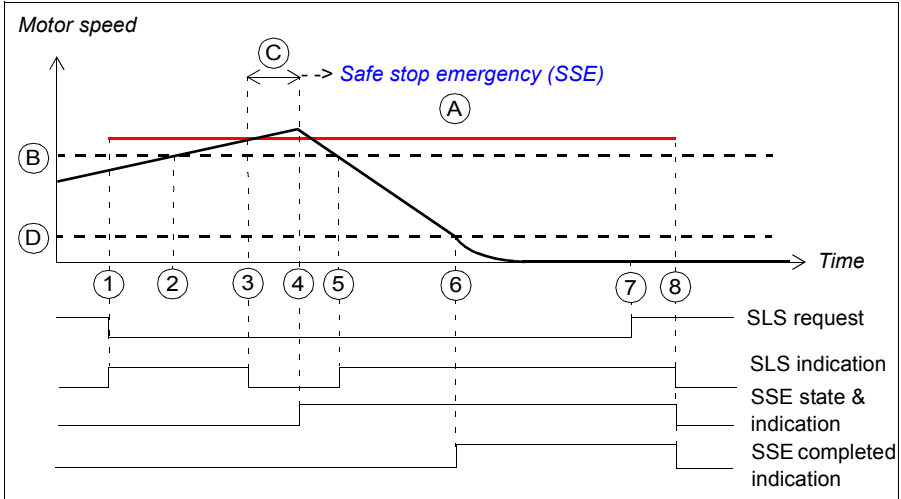 Motor speed
C
--> Safe stop emergency (SSE)
A
B
D
Time
1 2 3 4 5 6 7 8
SLS request
SLS indication
SSE state &
indication
SSE completed
indication